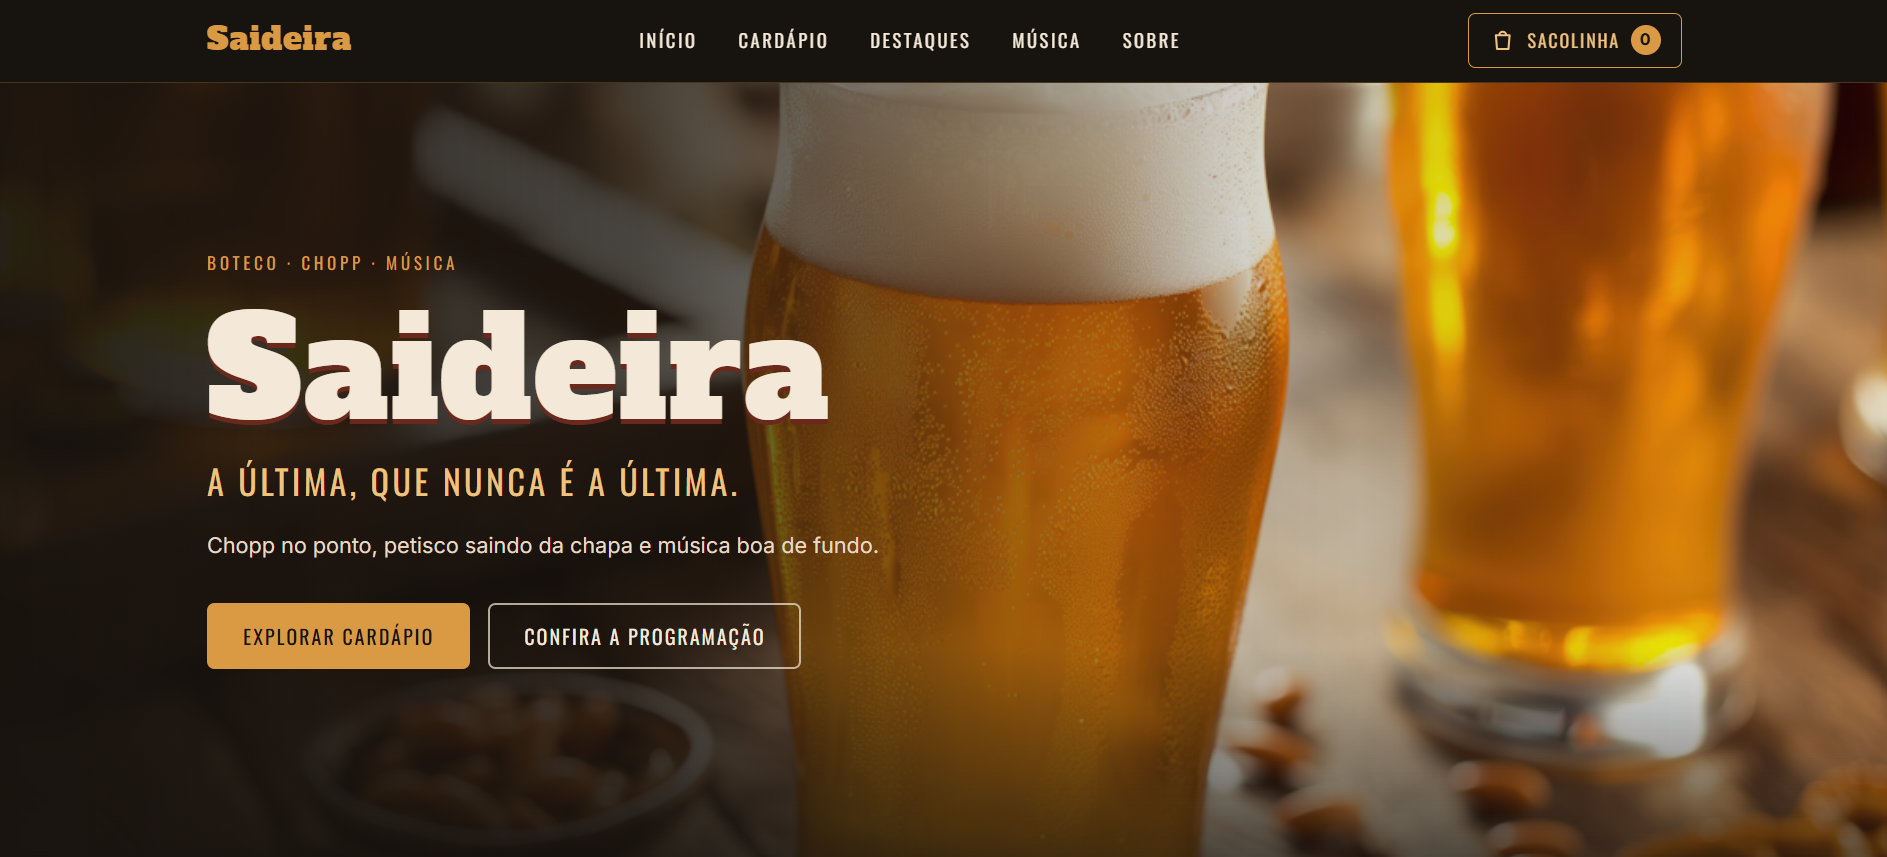 Saideira
INÍCIO
CARDÁPIO
DESTAQUES
MÚSICA
SOBRE
SACOLINHA 0
BOTECO · CHOPP · MÚSICA
Saideira
A ÚLTIMA, QUE NUNCA É A ÚLTIMA.
Chopp no ponto, petisco saindo da chapa e música boa de fundo.
EXPLORAR CARDÁPIO
CONFIRA A PROGRAMAÇÃO